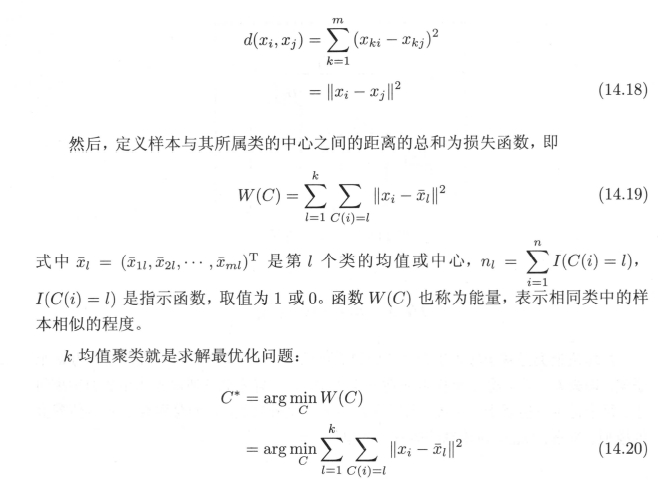 d(x_i, x_j) = \sum_{k=1}^{m} (x_{ki} - x_{kj})^2
= \|x_i - x_j\|^2 (14.18)
然后，定义样本与其所属类的中心之间的距离的总和为损失函数，即
W(C) = \sum_{l=1}^{k} \sum_{C(i)=l} \|x_i - \bar{x}_l\|^2 (14.19)
式中 \bar{x}_l = (\bar{x}_{1l}, \bar{x}_{2l}, \cdots, \bar{x}_{ml})^T 是第 l 个类的均值或中心，n_l = \sum_{i=1}^{n} I(C(i) = l)，
I(C(i) = l) 是指示函数，取值为 1 或 0。函数 W(C) 也称为能量，表示相同类中的样
本相似的程度。
k 均值聚类就是求解最优化问题：
C^* = \arg\min_{C} W(C)
= \arg\min_{C} \sum_{l=1}^{k} \sum_{C(i)=l} \|x_i - \bar{x}_l\|^2 (14.20)